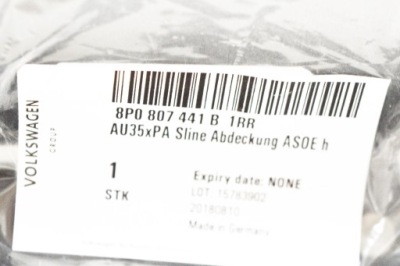 VOLKSWAGEN
GROUP
8P0 807 441 B 1RR
AU35xPA Sline Abdeckung ASOE h
1
STK
Expiry date: NONE
LOT: 15763902
20180810
Made in Germany